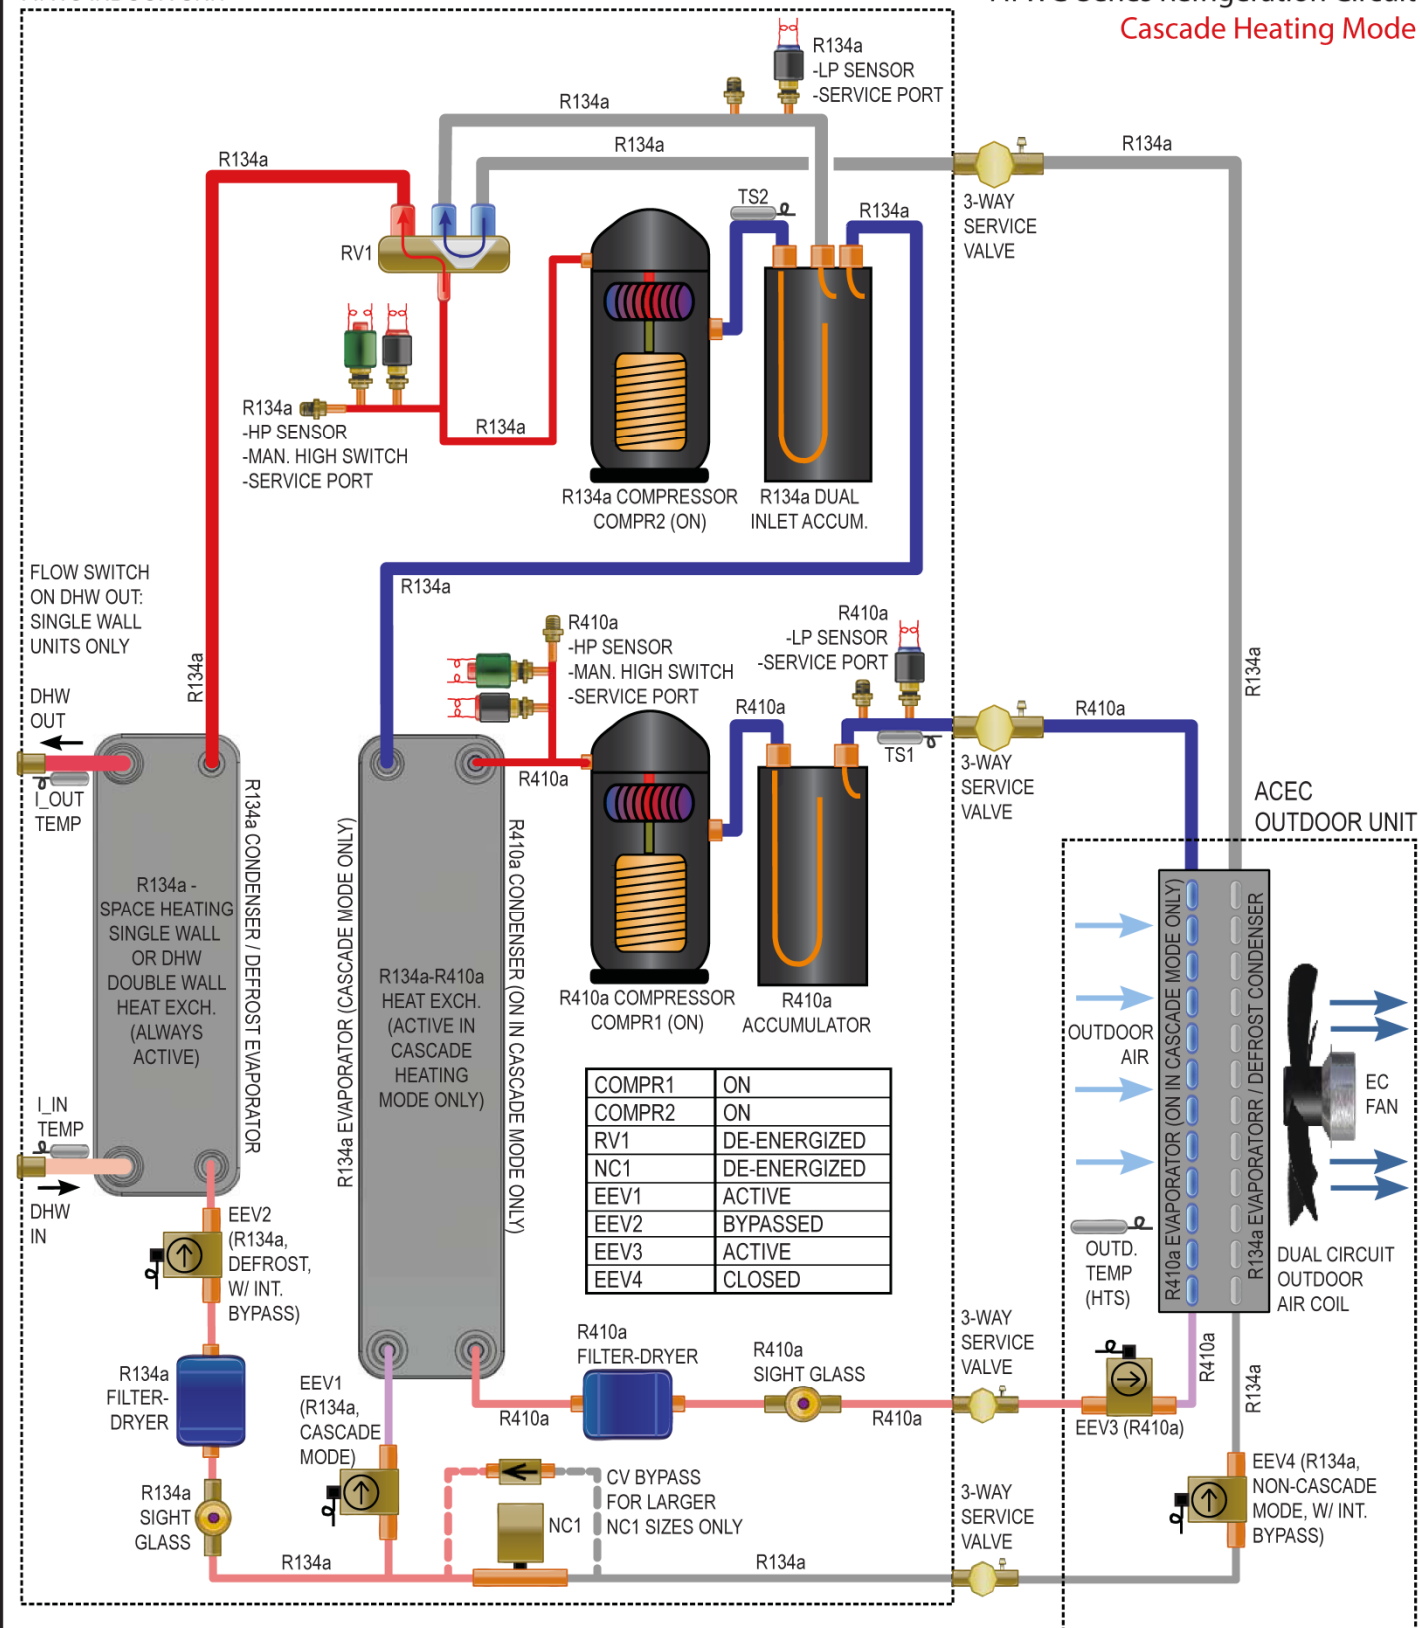 Cascade Heating Mode
R134a
-LP SENSOR
-SERVICE PORT
R134a
R134a
R134a
R134a
3-WAY
SERVICE
VALVE
TS2
R134a
RV1
R134a
-HP SENSOR
-MAN. HIGH SWITCH
-SERVICE PORT
R134a
R134a COMPRESSOR
COMPR2 (ON)
R134a DUAL
INLET ACCUM.
FLOW SWITCH
ON DHW OUT:
SINGLE WALL
UNITS ONLY
R134a
R134a
R410a
-HP SENSOR
-MAN. HIGH SWITCH
-SERVICE PORT
R410a
-LP SENSOR
-SERVICE PORT
R134a
DHW
OUT
R410a
R410a
TS1
R410a
3-WAY
SERVICE
VALVE
I_OUT
TEMP
R134a CONDENSER / DEFROST EVAPORATOR
R134a EVAPORATOR (CASCADE MODE ONLY)
R410a CONDENSER (ON IN CASCADE MODE ONLY)
ACEC
OUTDOOR UNIT
R134a -
SPACE HEATING
SINGLE WALL
OR DHW
DOUBLE WALL
HEAT EXCH.
(ALWAYS
ACTIVE)
R134a-R410a
HEAT EXCH.
(ACTIVE IN
CASCADE
HEATING
MODE ONLY)
R410a COMPRESSOR
COMPR1 (ON)
R410a
ACCUMULATOR
R410a EVAPORATOR (ON IN CASCADE MODE ONLY)
R134a EVAPORATORR / DEFROST CONDENSER
OUTDOOR
AIR
EC
FAN
COMPR1 ON
COMPR2 ON
RV1 DE-ENERGIZED
NC1 DE-ENERGIZED
EEV1 ACTIVE
EEV2 BYPASSED
EEV3 ACTIVE
EEV4 CLOSED
I_IN
TEMP
DHW
IN
EEV2
(R134a,
DEFROST,
W/ INT.
BYPASS)
OUTD.
TEMP
(HTS)
DUAL CIRCUIT
OUTDOOR
AIR COIL
R134a
FILTER-
DRYER
EEV1
(R134a,
CASCADE
MODE)
R410a
FILTER-DRYER
R410a
SIGHT GLASS
3-WAY
SERVICE
VALVE
R410a
R134a
R410a
R410a
EEV3 (R410a)
R134a
SIGHT
GLASS
CV BYPASS
FOR LARGER
NC1 SIZES ONLY
NC1
3-WAY
SERVICE
VALVE
EEV4 (R134a,
NON-CASCADE
MODE, W/ INT.
BYPASS)
R134a
R134a